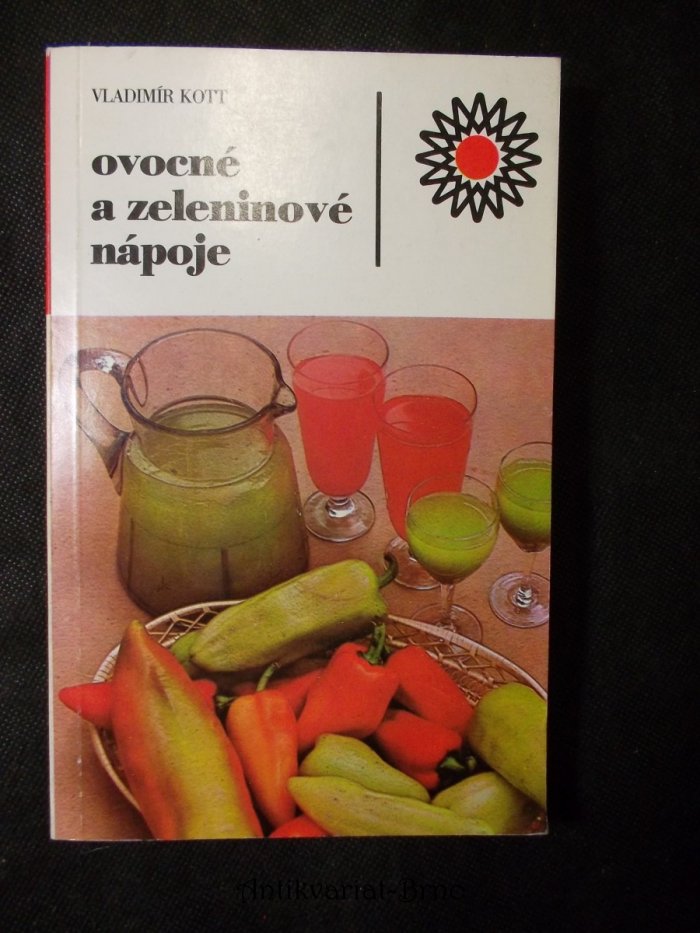 VLADIMÍR KOTT
ovocné
a zeleninové
nápoje
Antikvariat-Brno